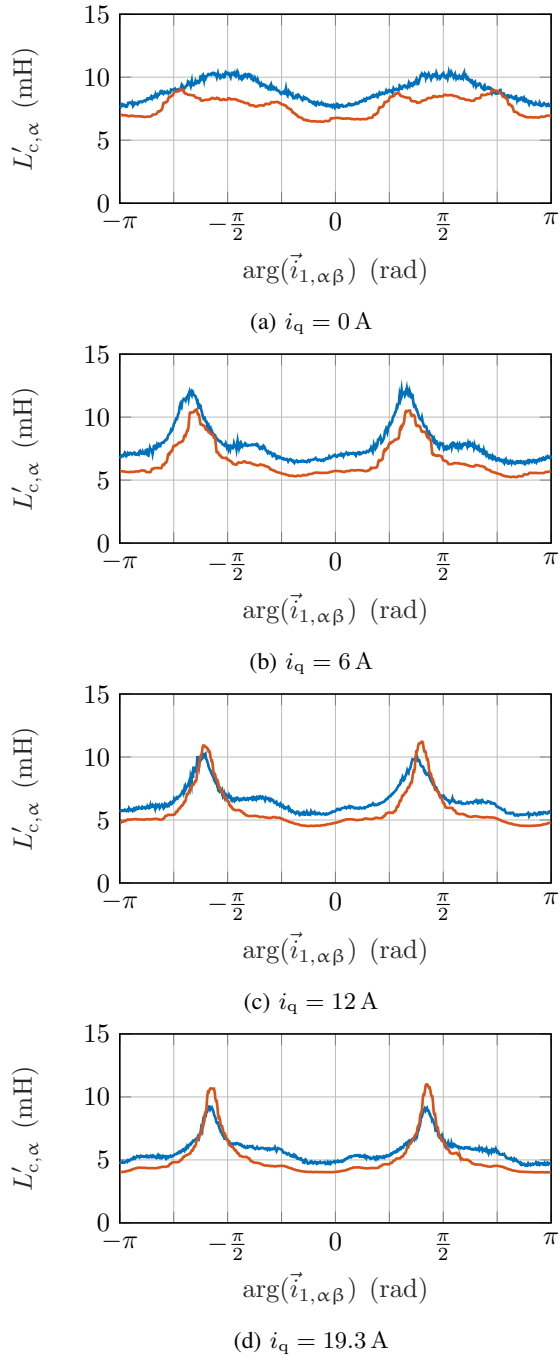 15
10
5
0
L′c,α (mH)
−π −π/2 0 π/2 π
arg(i⃗1,αβ) (rad)
(a) iq = 0 A
15
10
5
0
L′c,α (mH)
−π −π/2 0 π/2 π
arg(i⃗1,αβ) (rad)
(b) iq = 6 A
15
10
5
0
L′c,α (mH)
−π −π/2 0 π/2 π
arg(i⃗1,αβ) (rad)
(c) iq = 12 A
15
10
5
0
L′c,α (mH)
−π −π/2 0 π/2 π
arg(i⃗1,αβ) (rad)
(d) iq = 19.3 A